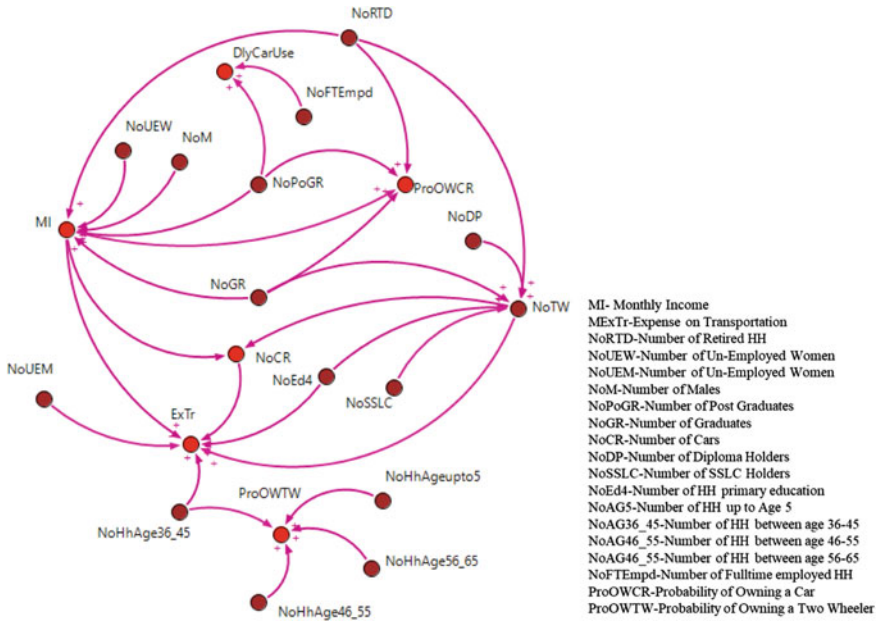 NoRTD
DlyCarUse
NoFTEmpd
NoUEW
NoM
NoPoGR
ProOWCR
NoDP
MI
NoGR
NoTW
NoCR
NoEd4
NoSSLC
NoUEM
ExTr
ProOWTW
NoHhAgeupto5
NoHhAge36_45
NoHhAge56_65
NoHhAge46_55
MI- Monthly Income
MExTr-Expense on Transportation
NoRTD-Number of Retired HH
NoUEW-Number of Un-Employed Women
NoUEM-Number of Un-Employed Women
NoM-Number of Males
NoPoGR-Number of Post Graduates
NoGR-Number of Graduates
NoCR-Number of Cars
NoDP-Number of Diploma Holders
NoSSLC-Number of SSLC Holders
NoEd4-Number of HH primary education
NoAG5-Number of HH up to Age 5
NoAG36_45-Number of HH between age 36-45
NoAG46_55-Number of HH between age 46-55
NoAG46_55-Number of HH between age 56-65
NoFTEmpd-Number of Fulltime employed HH
ProOWCR-Probability of Owning a Car
ProOWTW-Probability of Owning a Two Wheeler